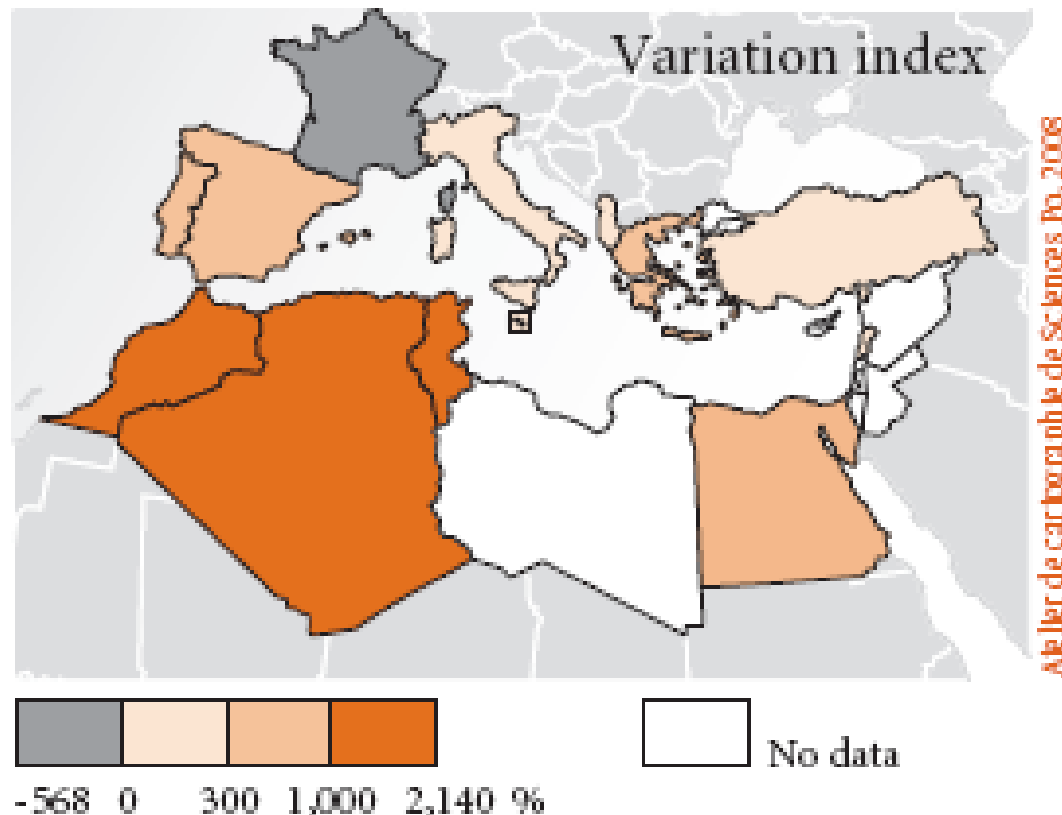 Variation index
Atelier de cartographie de Sciences Po, 2008
No data
-568 0 300 1,000 2,140 %